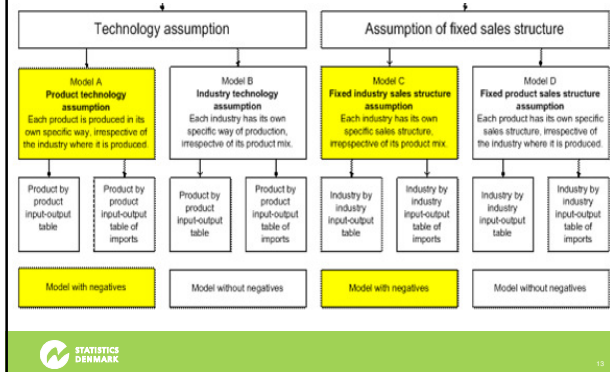 Technology assumption
Assumption of fixed sales structure
Model A
Product technology
assumption
Each product is produced in its
own specific way, irrespective of
the industry where it is produced.
Model B
Industry technology
assumption
Each industry has its own
specific way of production,
irrespective of its product mix.
Model C
Fixed industry sales structure
assumption
Each industry has its own
specific sales structure,
irrepspective of its product mix.
Model D
Fixed product sales structure
assumption
Each product has its own specific
sales structure, irrespective of
the industry where it is produced.
Product by
product
input-output
table
Product by
product
input-output
table of
imports
Product by
product
input-output
table
Product by
product
input-output
table of
imports
Industry by
industry
input-output
table
Industry by
industry
input-output
table of
imports
Industry by
industry
input-output
table
Industry by
industry
input-output
table of
imports
Model with negatives
Model without negatives
Model with negatives
Model without negatives
STATISTICS
DENMARK
13